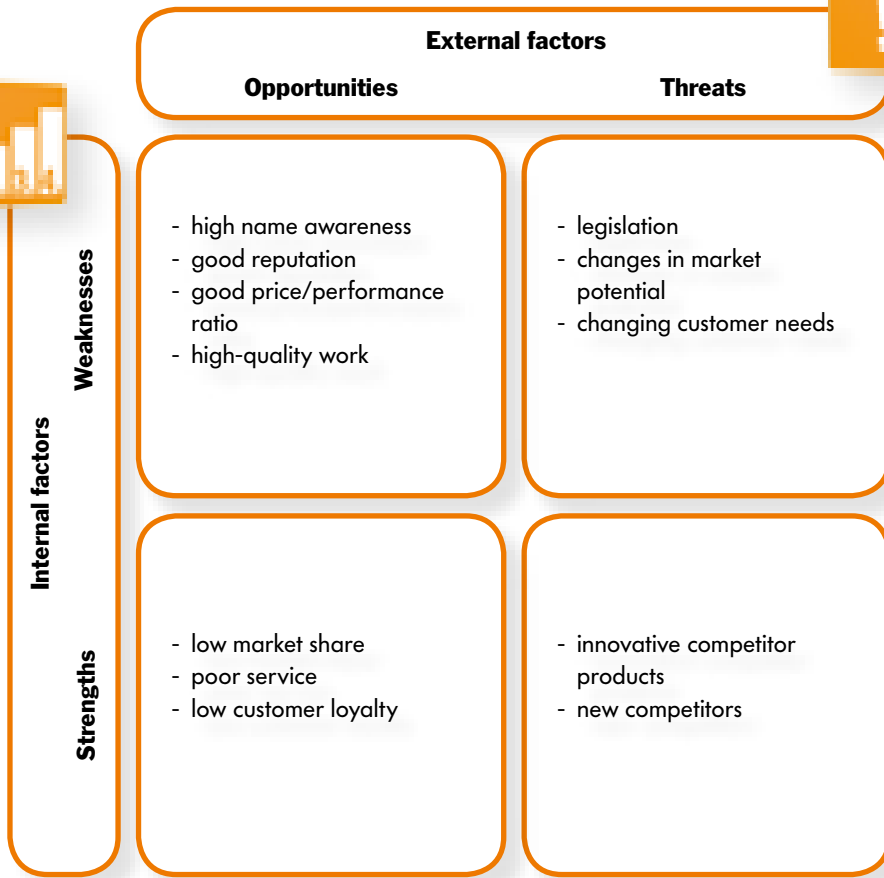 External factors
Opportunities
Threats
Internal factors
Weaknesses
- high name awareness
- good reputation
- good price/performance
ratio
- high-quality work
- legislation
- changes in market
potential
- changing customer needs
Strengths
- low market share
- poor service
- low customer loyalty
- innovative competitor
products
- new competitors